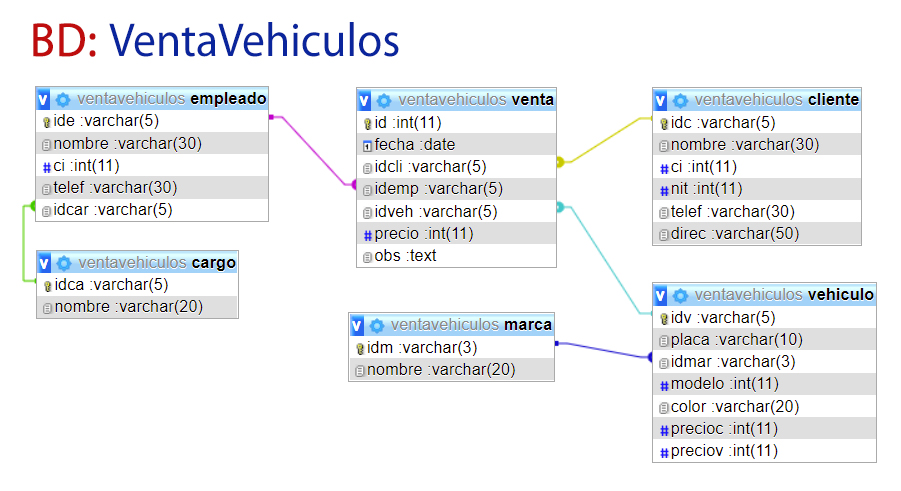 BD: VentaVehiculos
v ventavehiculos empleado
ide :varchar(5)
nombre :varchar(30)
# ci :int(11)
telef :varchar(30)
idcar :varchar(5)
v ventavehiculos cargo
idca :varchar(5)
nombre :varchar(20)
v ventavehiculos venta
id :int(11)
fecha :date
idcli :varchar(5)
idemp :varchar(5)
idveh :varchar(5)
# precio :int(11)
obs :text
v ventavehiculos marca
idm :varchar(3)
nombre :varchar(20)
v ventavehiculos cliente
idc :varchar(5)
nombre :varchar(30)
# ci :int(11)
# nit :int(11)
telef :varchar(30)
direc :varchar(50)
v ventavehiculos vehiculo
idv :varchar(5)
placa :varchar(10)
idmar :varchar(3)
# modelo :int(11)
color :varchar(20)
# precioc :int(11)
# preciov :int(11)